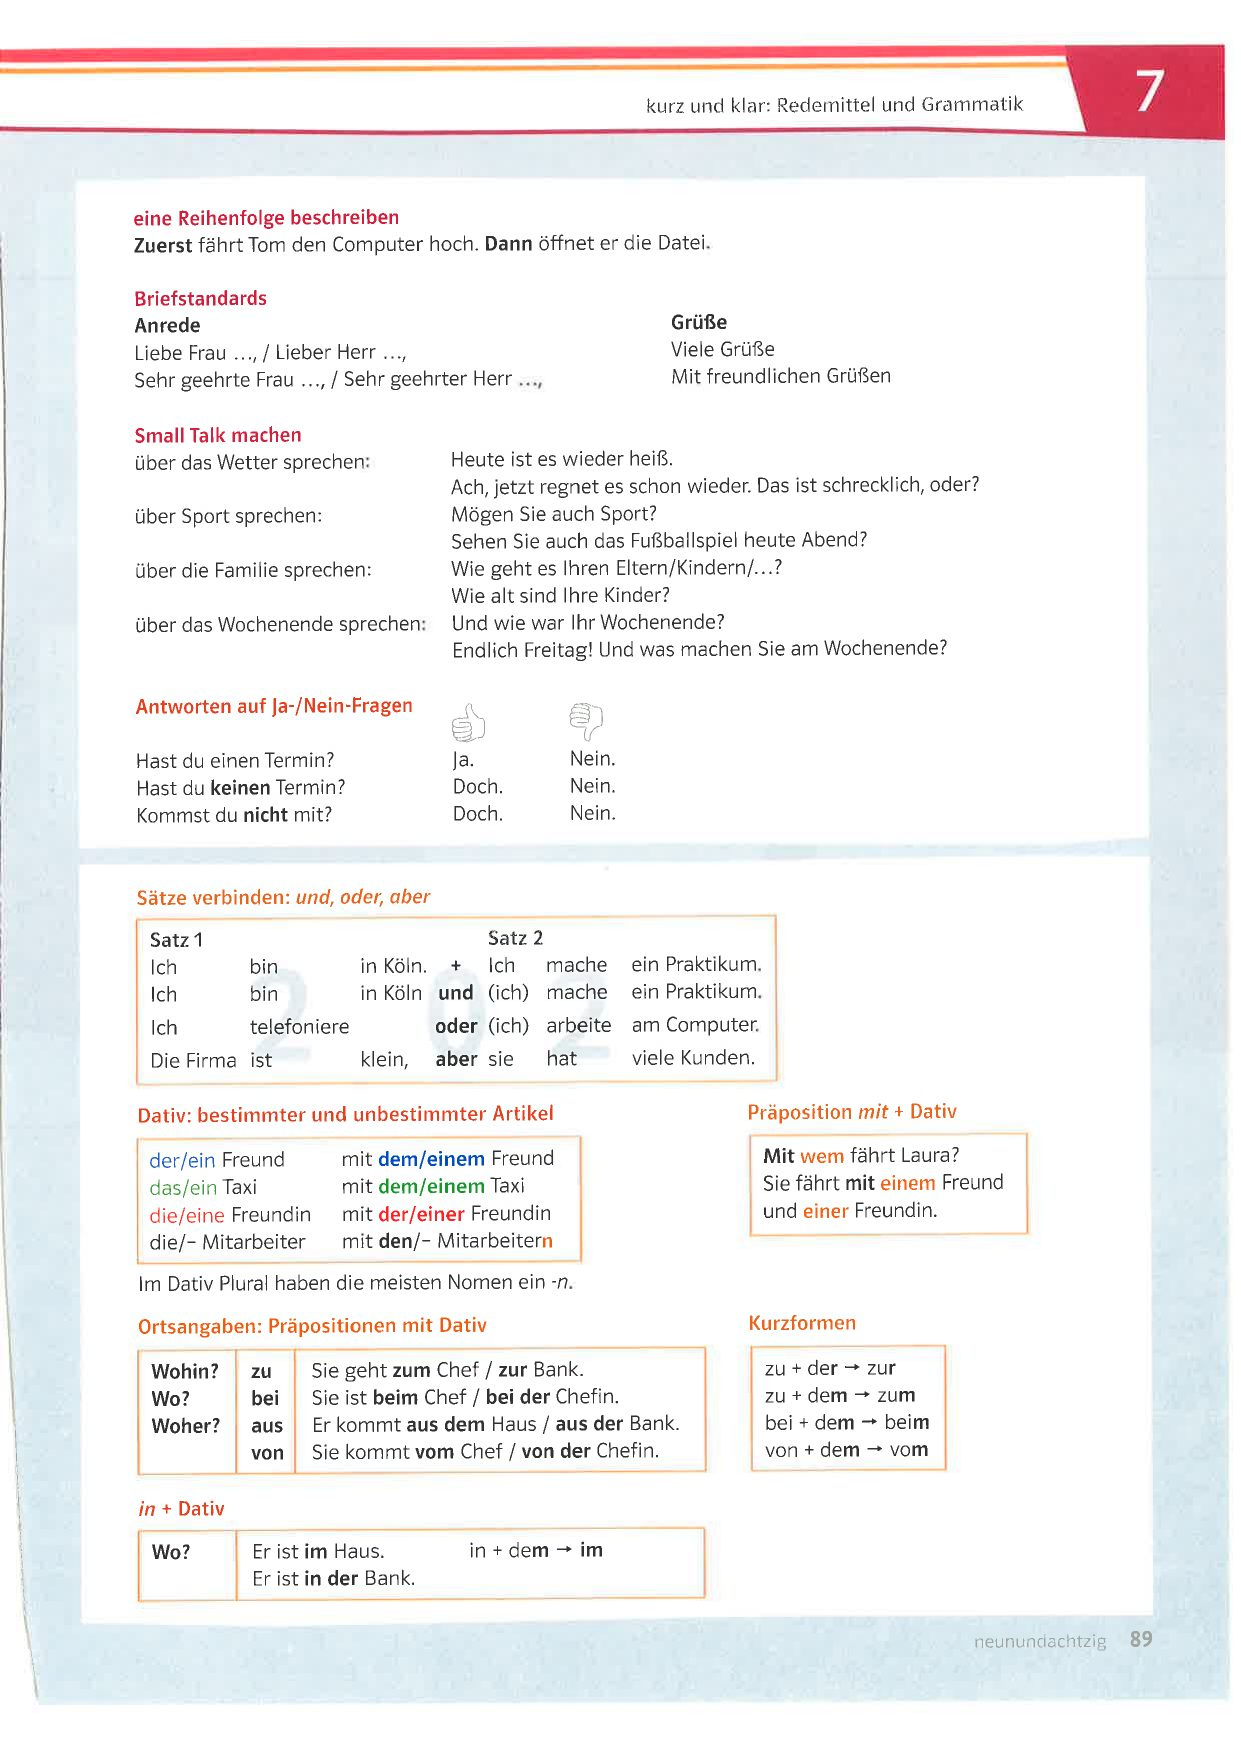 kurz und klar: Redemittel und Grammatik
7
eine Reihenfolge beschreiben
Zuerst fährt Tom den Computer hoch. Dann öffnet er die Datei.
Briefstandards
Anrede Grüße
Liebe Frau ..., / Lieber Herr ..., Viele Grüße
Sehr geehrte Frau ..., / Sehr geehrter Herr ..., Mit freundlichen Grüßen
Small Talk machen
über das Wetter sprechen: Heute ist es wieder heiß.
Ach, jetzt regnet es schon wieder. Das ist schrecklich, oder?
über Sport sprechen: Mögen Sie auch Sport?
Sehen Sie auch das Fußballspiel heute Abend?
über die Familie sprechen: Wie geht es Ihren Eltern/Kindern/...?
Wie alt sind Ihre Kinder?
über das Wochenende sprechen: Und wie war Ihr Wochenende?
Endlich Freitag! Und was machen Sie am Wochenende?
Antworten auf Ja-/Nein-Fragen
Hast du einen Termin? Ja. Nein.
Hast du keinen Termin? Doch. Nein.
Kommst du nicht mit? Doch. Nein.
Sätze verbinden: und, oder, aber
Satz 1 Satz 2
Ich bin in Köln. + Ich mache ein Praktikum.
Ich bin in Köln und (ich) mache ein Praktikum.
Ich telefoniere oder (ich) arbeite am Computer.
Die Firma ist klein, aber sie hat viele Kunden.
2 0 2
Dativ: bestimmter und unbestimmter Artikel
der/ein Freund mit dem/einem Freund
das/ein Taxi mit dem/einem Taxi
die/eine Freundin mit der/einer Freundin
die/– Mitarbeiter mit den/– Mitarbeitern
Im Dativ Plural haben die meisten Nomen ein -n.
Präposition mit + Dativ
Mit wem fährt Laura?
Sie fährt mit einem Freund
und einer Freundin.
Ortsangaben: Präpositionen mit Dativ
Wohin? zu Sie geht zum Chef / zur Bank.
Wo? bei Sie ist beim Chef / bei der Chefin.
Woher? aus Er kommt aus dem Haus / aus der Bank.
von Sie kommt vom Chef / von der Chefin.
Kurzformen
zu + der → zur
zu + dem → zum
bei + dem → beim
von + dem → vom
in + Dativ
Wo? Er ist im Haus. in + dem → im
Er ist in der Bank.
neunundachtzig 89